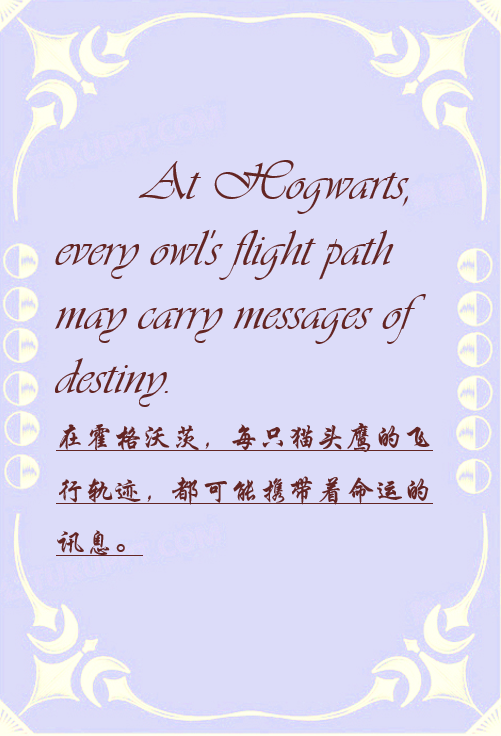 At Hogwarts,
every owl's flight path
may carry messages of
destiny.
在霍格沃茨，每只猫头鹰的飞
行轨迹，都可能携带着命运的
讯息。